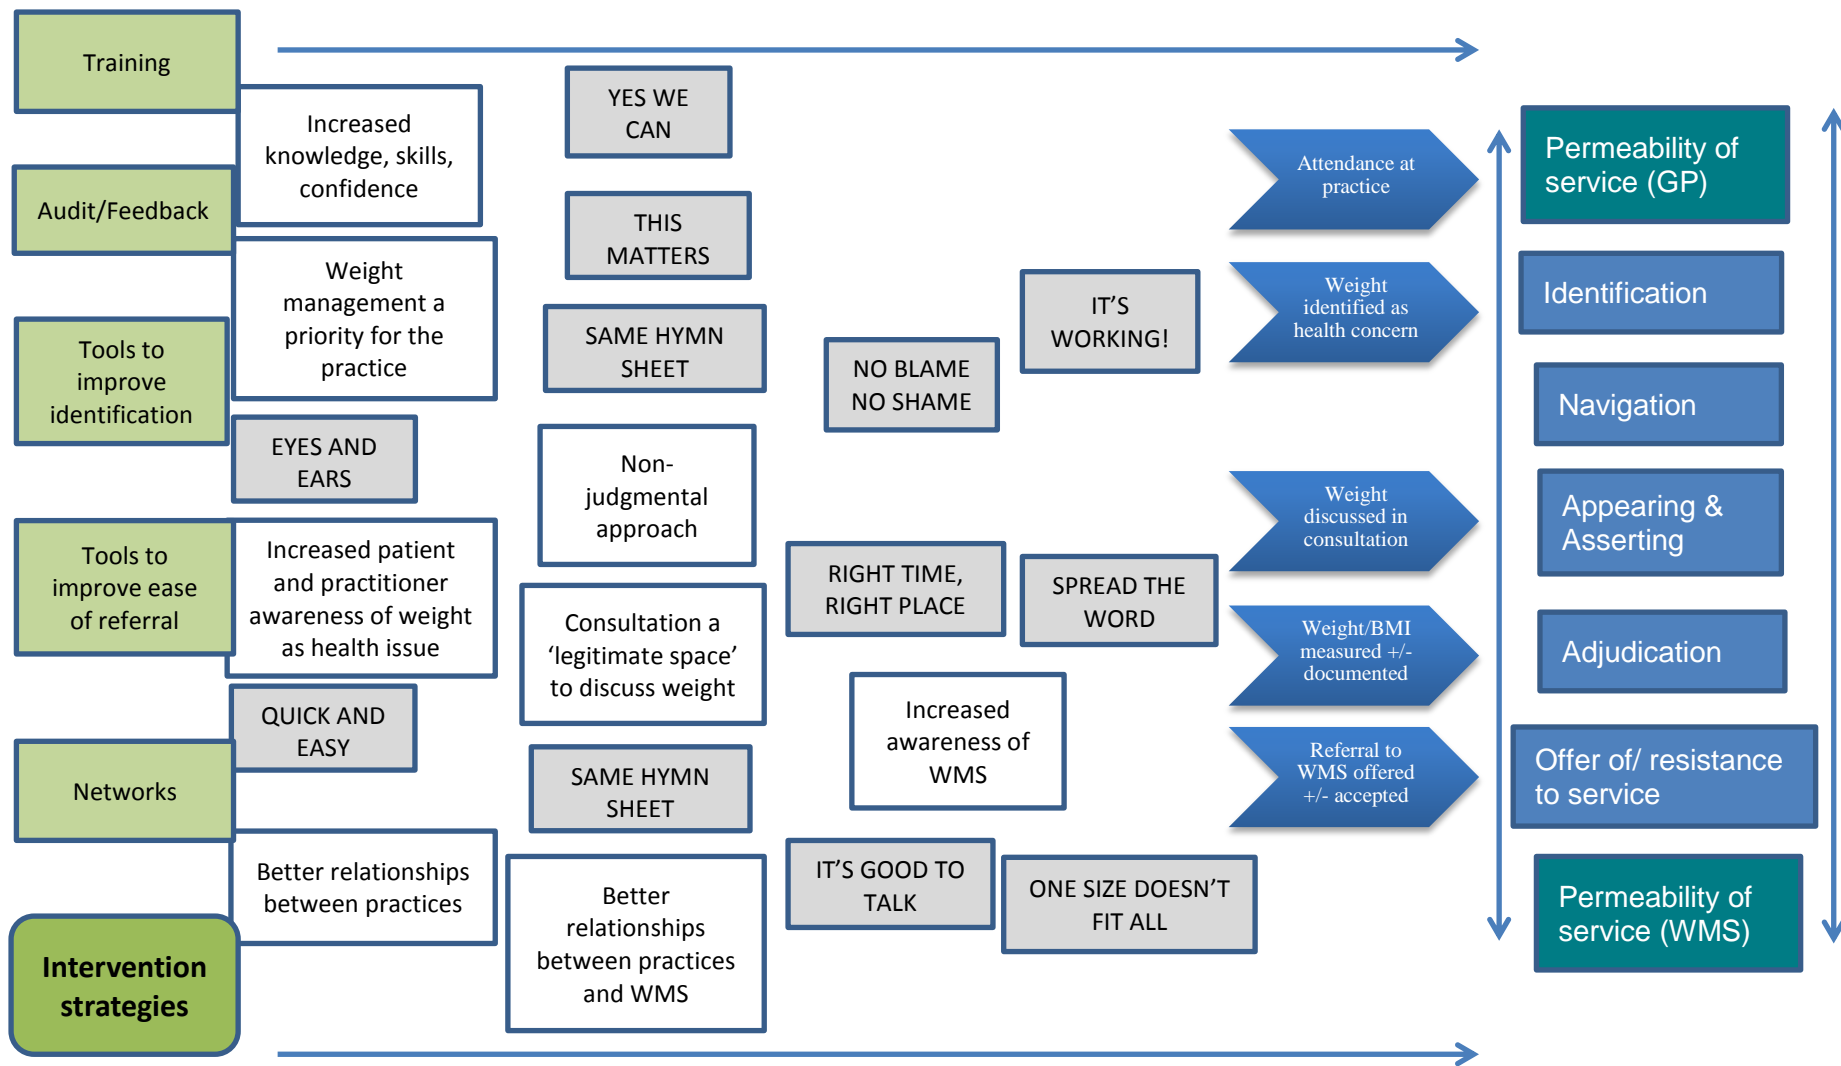 Training
Increased
knowledge, skills,
confidence
Audit/Feedback
Weight
management a
priority for the
practice
Tools to
improve
identification
EYES AND
EARS
Tools to
improve ease
of referral
Increased patient
and practitioner
awareness of weight
as health issue
QUICK AND
EASY
Networks
Better relationships
between practices
Intervention
strategies
YES WE
CAN
THIS
MATTERS
SAME HYMN
SHEET
Non-
judgmental
approach
Consultation a
‘legitimate space’
to discuss weight
SAME HYMN
SHEET
Better
relationships
between practices
and WMS
NO BLAME
NO SHAME
RIGHT TIME,
RIGHT PLACE
Increased
awareness of
WMS
IT’S GOOD TO
TALK
IT’S
WORKING!
SPREAD THE
WORD
ONE SIZE DOESN’T
FIT ALL
Attendance at
practice
Weight
identified as
health concern
Weight
discussed in
consultation
Weight/BMI
measured +/-
documented
Referral to
WMS offered
+/- accepted
Permeability of
service (GP)
Identification
Navigation
Appearing &
Asserting
Adjudication
Offer of/ resistance
to service
Permeability of
service (WMS)